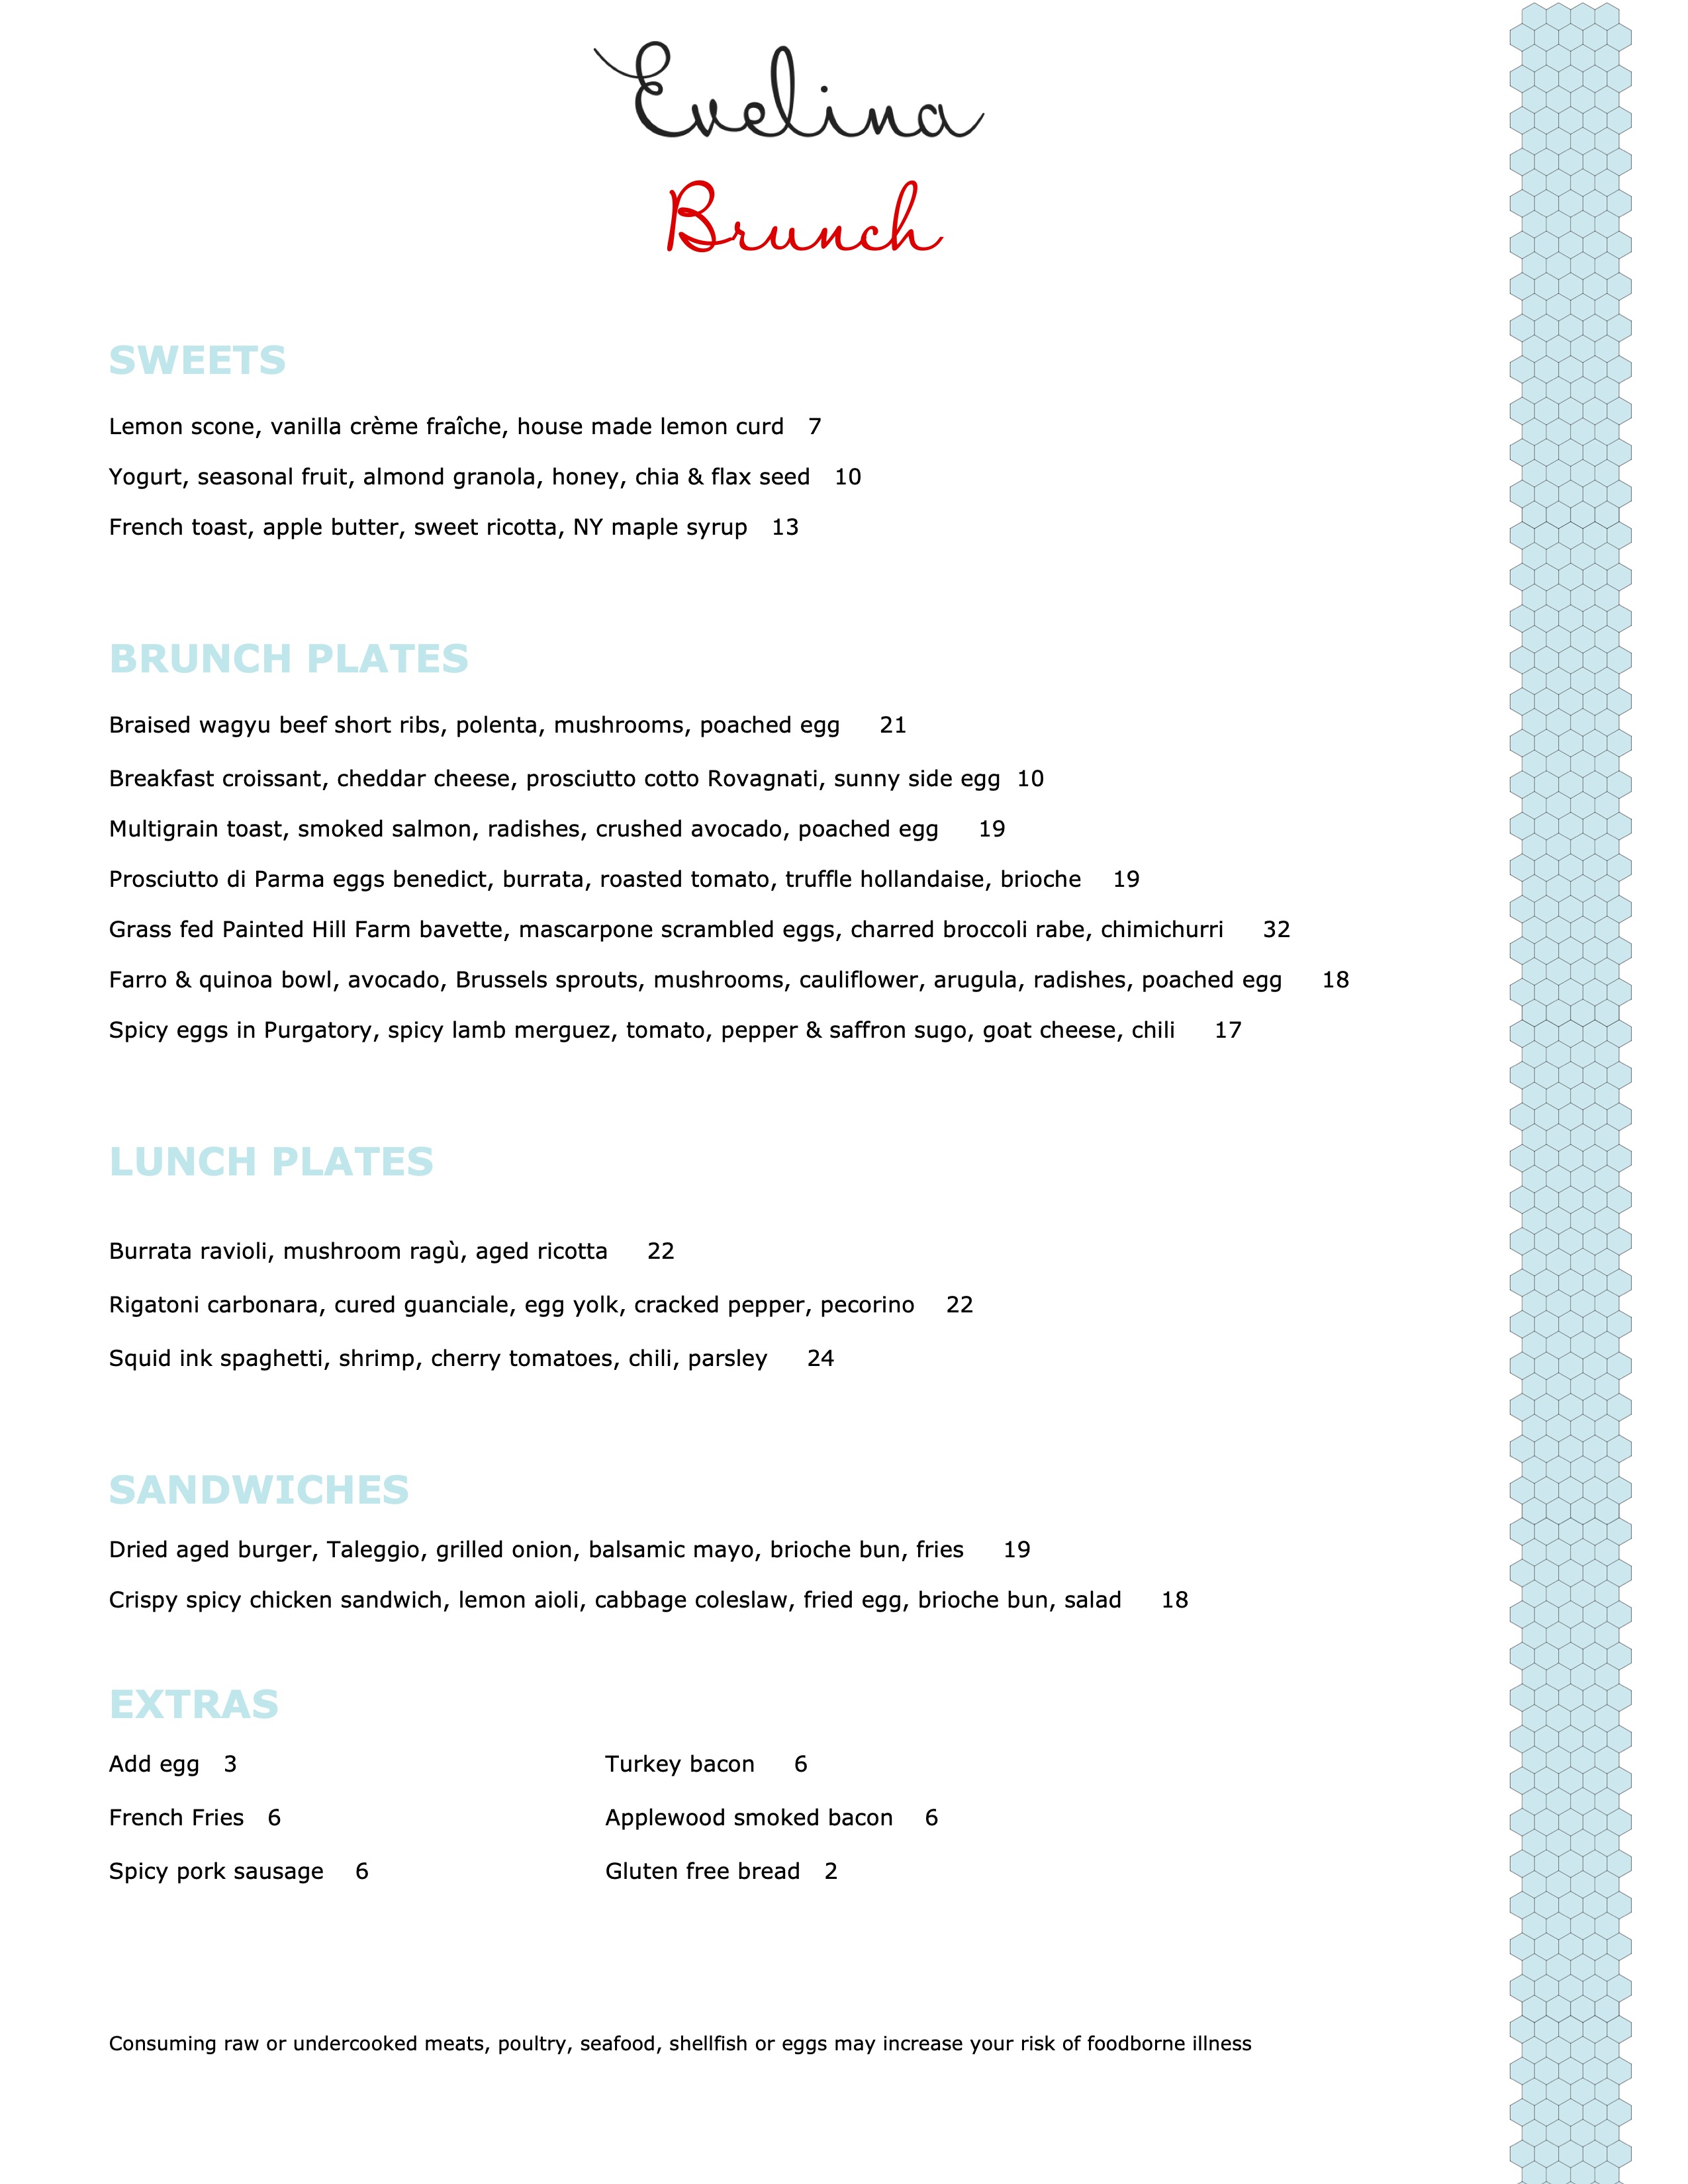 Evelina
Brunch
SWEETS
Lemon scone, vanilla crème fraîche, house made lemon curd 7
Yogurt, seasonal fruit, almond granola, honey, chia & flax seed 10
French toast, apple butter, sweet ricotta, NY maple syrup 13
BRUNCH PLATES
Braised wagyu beef short ribs, polenta, mushrooms, poached egg 21
Breakfast croissant, cheddar cheese, prosciutto cotto Rovagnati, sunny side egg 10
Multigrain toast, smoked salmon, radishes, crushed avocado, poached egg 19
Prosciutto di Parma eggs benedict, burrata, roasted tomato, truffle hollandaise, brioche 19
Grass fed Painted Hill Farm bavette, mascarpone scrambled eggs, charred broccoli rabe, chimichurri 32
Farro & quinoa bowl, avocado, Brussels sprouts, mushrooms, cauliflower, arugula, radishes, poached egg 18
Spicy eggs in Purgatory, spicy lamb merguez, tomato, pepper & saffron sugo, goat cheese, chili 17
LUNCH PLATES
Burrata ravioli, mushroom ragù, aged ricotta 22
Rigatoni carbonara, cured guanciale, egg yolk, cracked pepper, pecorino 22
Squid ink spaghetti, shrimp, cherry tomatoes, chili, parsley 24
SANDWICHES
Dried aged burger, Taleggio, grilled onion, balsamic mayo, brioche bun, fries 19
Crispy spicy chicken sandwich, lemon aioli, cabbage coleslaw, fried egg, brioche bun, salad 18
EXTRAS
Add egg 3
French Fries 6
Spicy pork sausage 6
Turkey bacon 6
Applewood smoked bacon 6
Gluten free bread 2
Consuming raw or undercooked meats, poultry, seafood, shellfish or eggs may increase your risk of foodborne illness